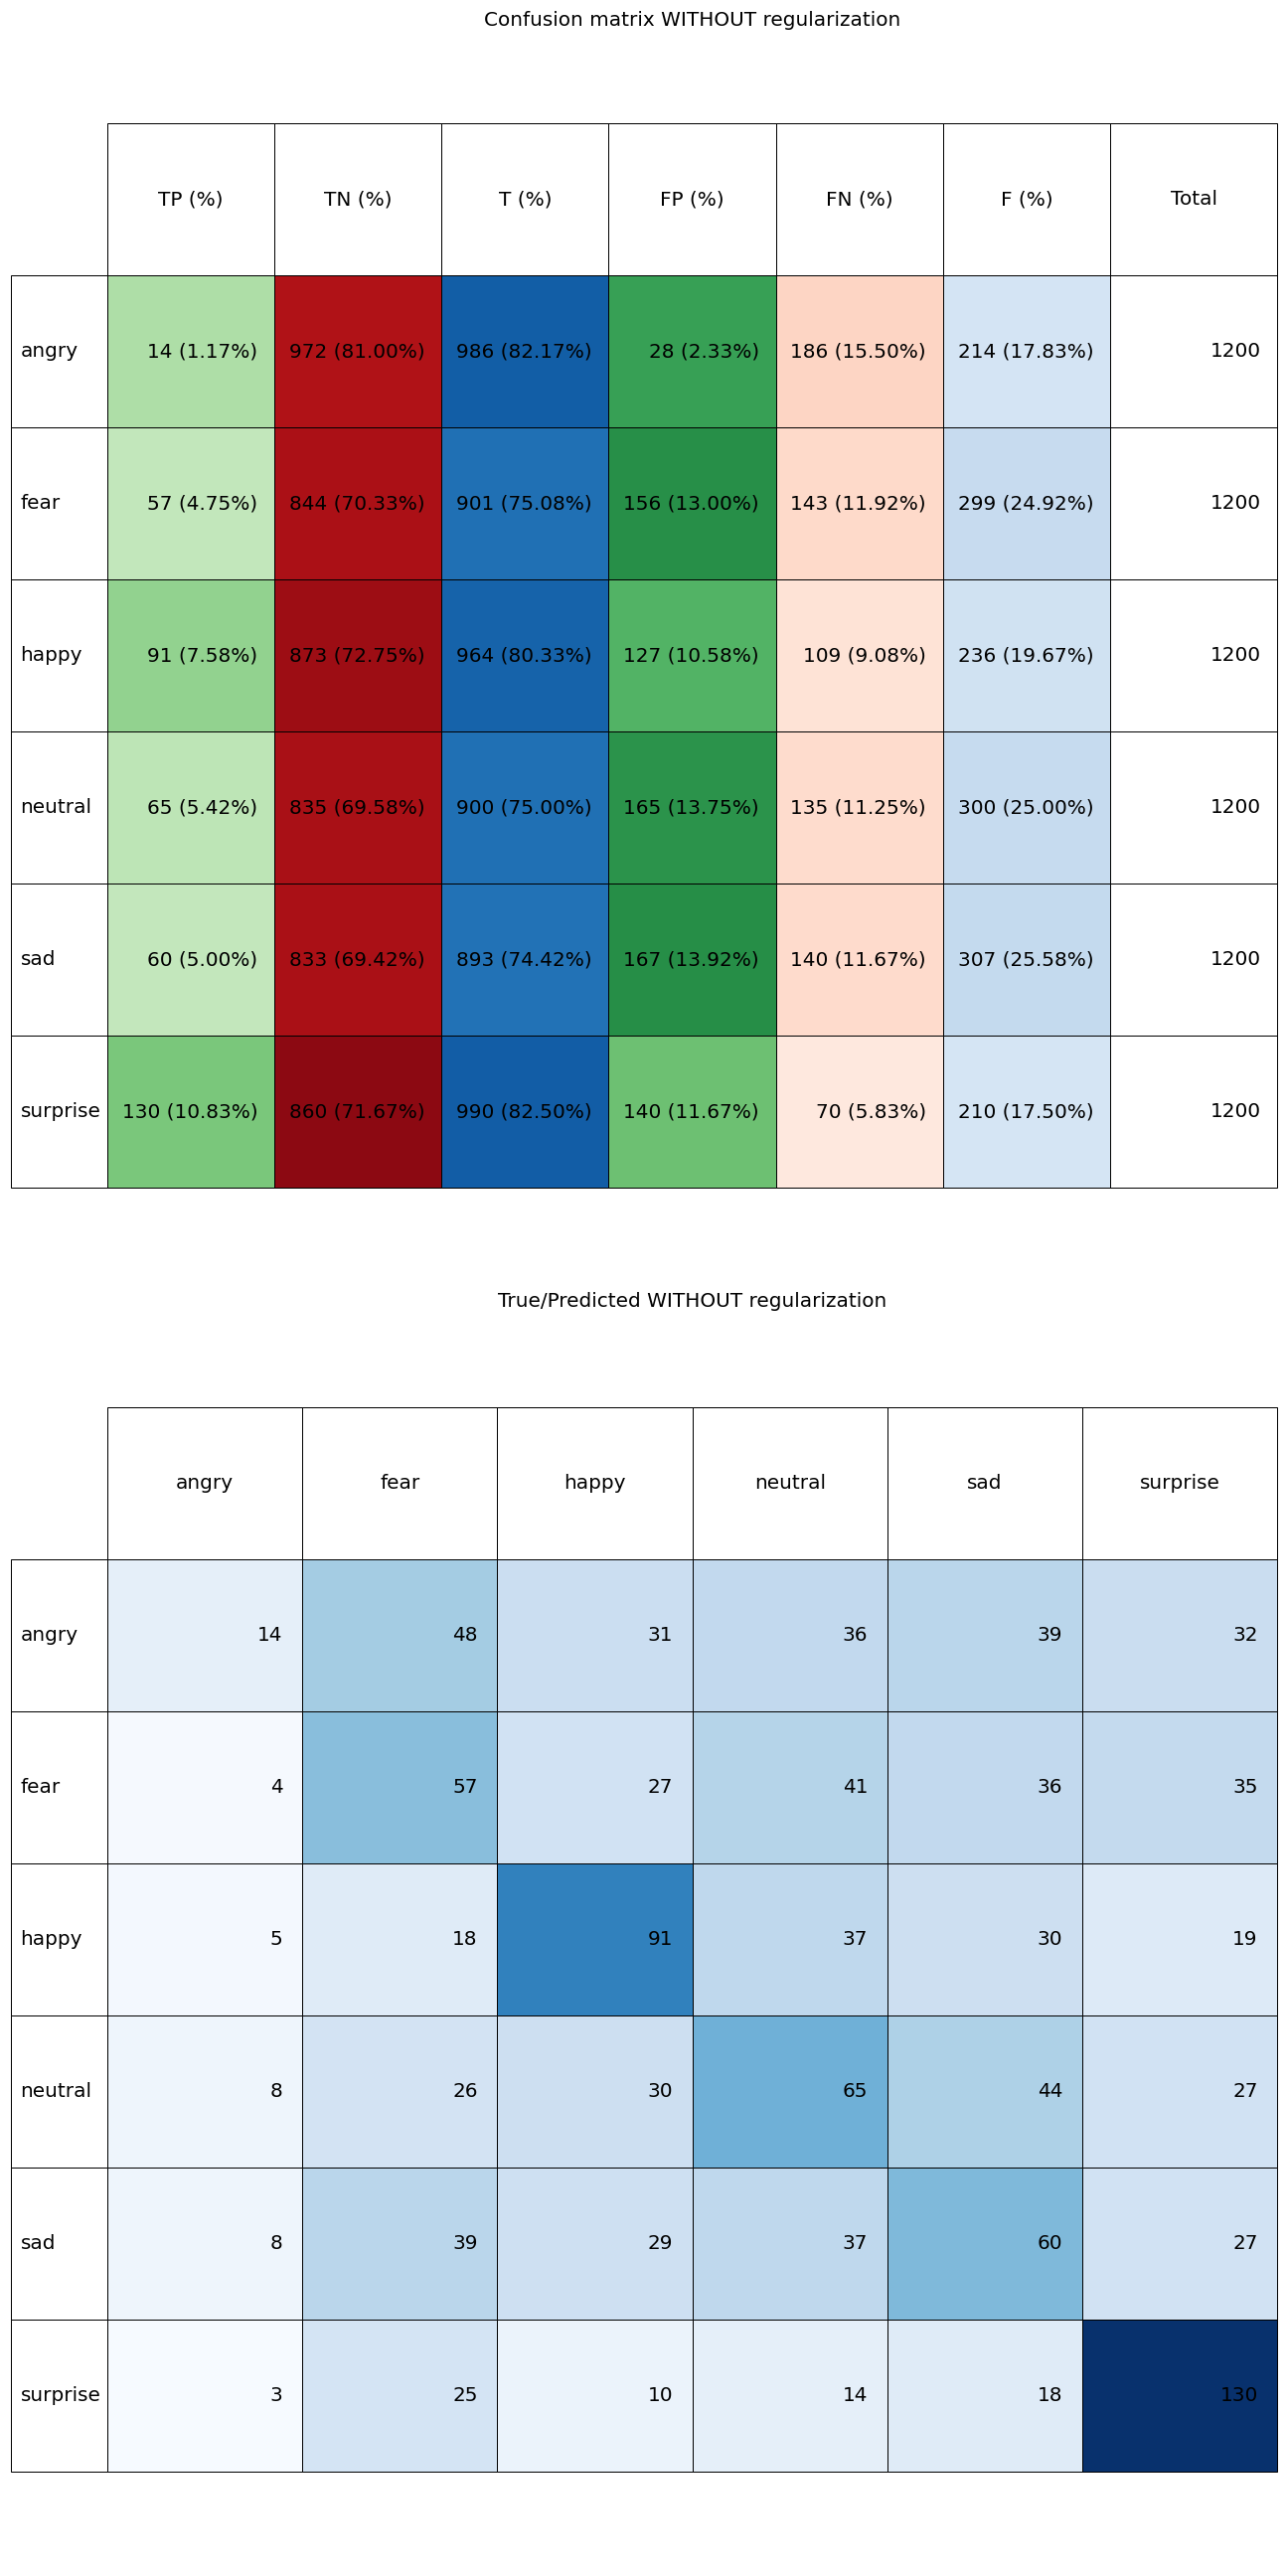 Confusion matrix WITHOUT regularization
TP (%) TN (%) T (%) FP (%) FN (%) F (%) Total
angry 14 (1.17%) 972 (81.00%) 986 (82.17%) 28 (2.33%) 186 (15.50%) 214 (17.83%) 1200
fear 57 (4.75%) 844 (70.33%) 901 (75.08%) 156 (13.00%) 143 (11.92%) 299 (24.92%) 1200
happy 91 (7.58%) 873 (72.75%) 964 (80.33%) 127 (10.58%) 109 (9.08%) 236 (19.67%) 1200
neutral 65 (5.42%) 835 (69.58%) 900 (75.00%) 165 (13.75%) 135 (11.25%) 300 (25.00%) 1200
sad 60 (5.00%) 833 (69.42%) 893 (74.42%) 167 (13.92%) 140 (11.67%) 307 (25.58%) 1200
surprise 130 (10.83%) 860 (71.67%) 990 (82.50%) 140 (11.67%) 70 (5.83%) 210 (17.50%) 1200
True/Predicted WITHOUT regularization
angry fear happy neutral sad surprise
angry 14 48 31 36 39 32
fear 4 57 27 41 36 35
happy 5 18 91 37 30 19
neutral 8 26 30 65 44 27
sad 8 39 29 37 60 27
surprise 3 25 10 14 18 130